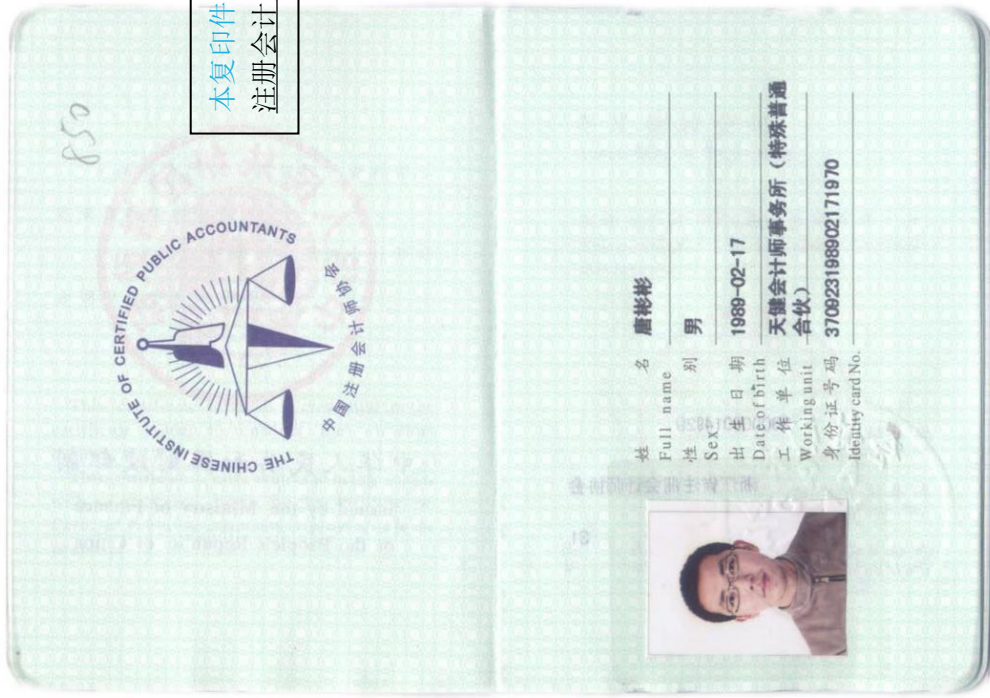 本复印件
注册会计
850
THE CHINESE INSTITUTE OF CERTIFIED PUBLIC ACCOUNTANTS
中国注册会计师协会
姓 名 唐彬彬
Full name
性 别 男
Sex
出 生 日 期 1989-02-17
Date of birth
工 作 单 位 天健会计师事务所（特殊普通
Working unit 合伙）
身份证号码 370923198902171970
Identity card No.